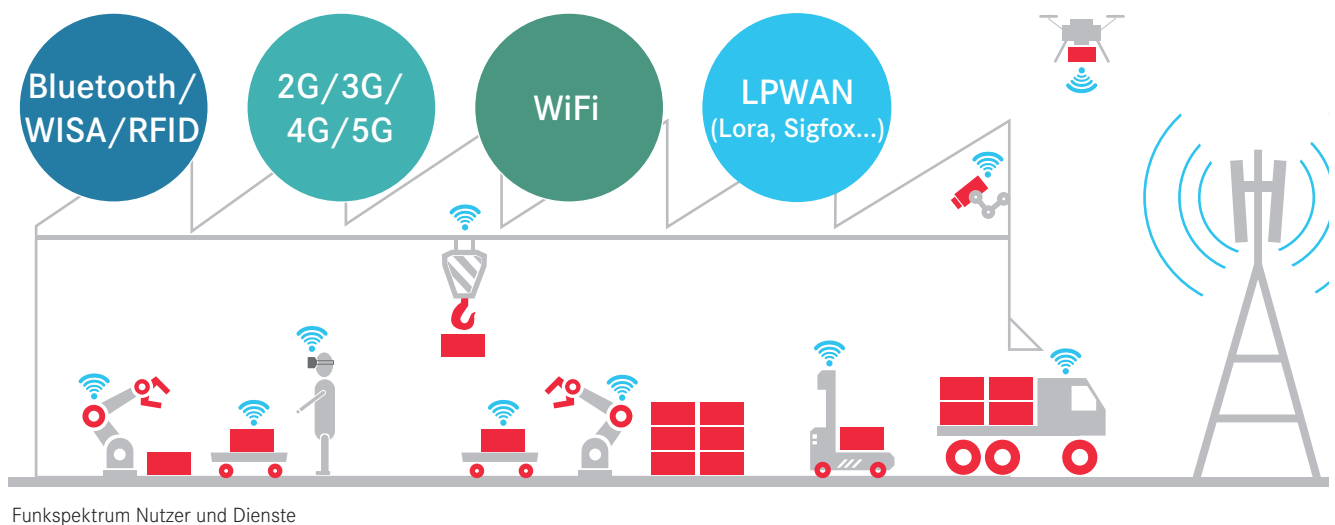 Bluetooth/
WISA/RFID
2G/3G/
4G/5G
WiFi
LPWAN
(Lora, Sigfox...)
Funkspektrum Nutzer und Dienste